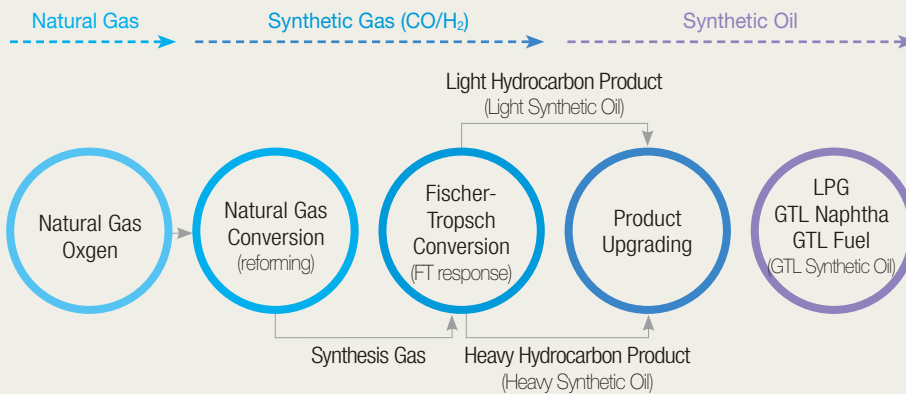 Natural Gas
Synthetic Gas (CO/H₂)
Synthetic Oil
Light Hydrocarbon Product
(Light Synthetic Oil)
Natural Gas
Oxgen
Natural Gas
Conversion
(reforming)
Fischer-
Tropsch
Conversion
(FT response)
Product
Upgrading
LPG
GTL Naphtha
GTL Fuel
(GTL Synthetic Oil)
Synthesis Gas
Heavy Hydrocarbon Product
(Heavy Synthetic Oil)